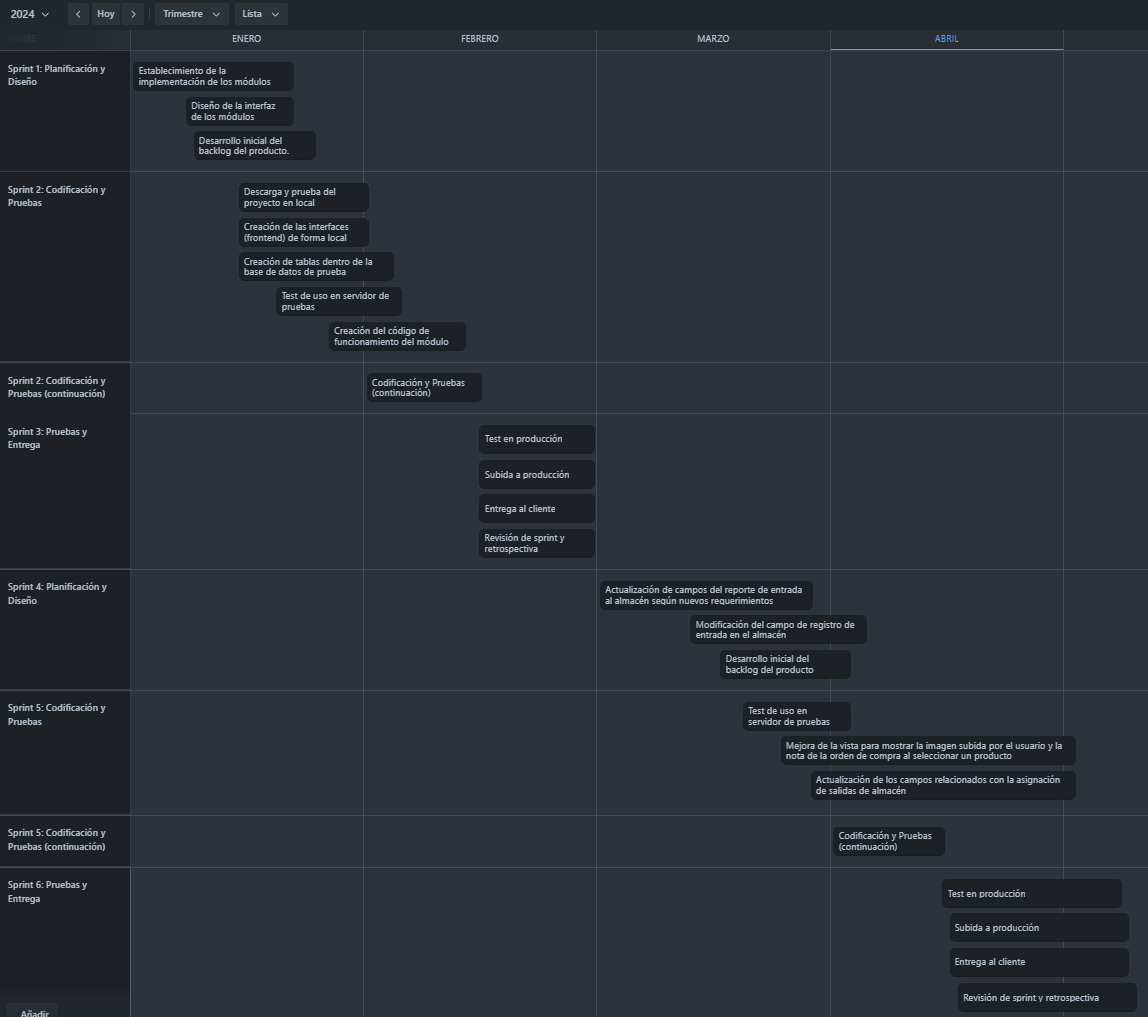 2024
Hoy
Trimestre
Lista
ENERO
FEBRERO
MARZO
ABRIL
Sprint 1: Planificación y
Diseño
Establecimiento de la
implementación de los módulos
Diseño de la interfaz
de los módulos
Desarrollo inicial del
backlog del producto.
Sprint 2: Codificación y
Pruebas
Descarga y prueba del
proyecto en local
Creación de las interfaces
(frontend) de forma local
Creación de tablas dentro de la
base de datos de prueba
Test de uso en servidor de
pruebas
Creación del código de
funcionamiento del módulo
Sprint 2: Codificación y
Pruebas (continuación)
Codificación y Pruebas
(continuación)
Sprint 3: Pruebas y
Entrega
Test en producción
Subida a producción
Entrega al cliente
Revisión de sprint y
retrospectiva
Sprint 4: Planificación y
Diseño
Actualización de campos del reporte de entrada
al almacén según nuevos requerimientos
Modificación del campo de registro de
entrada en el almacén
Desarrollo inicial del
backlog del producto
Sprint 5: Codificación y
Pruebas
Test de uso en
servidor de pruebas
Mejora de la vista para mostrar la imagen subida por el usuario y la
nota de la orden de compra al seleccionar un producto
Actualización de los campos relacionados con la asignación
de salidas de almacén
Sprint 5: Codificación y
Pruebas (continuación)
Codificación y Pruebas
(continuación)
Sprint 6: Pruebas y
Entrega
Test en producción
Subida a producción
Entrega al cliente
Revisión de sprint y retrospectiva
Añadir